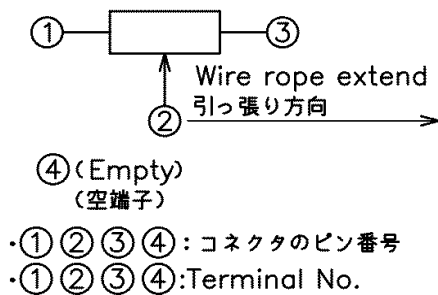 ① ③
Wire rope extend
② 引っ張り方向
④(Empty)
(空端子)
・①②③④:コネクタのピン番号
・①②③④:Terminal No.